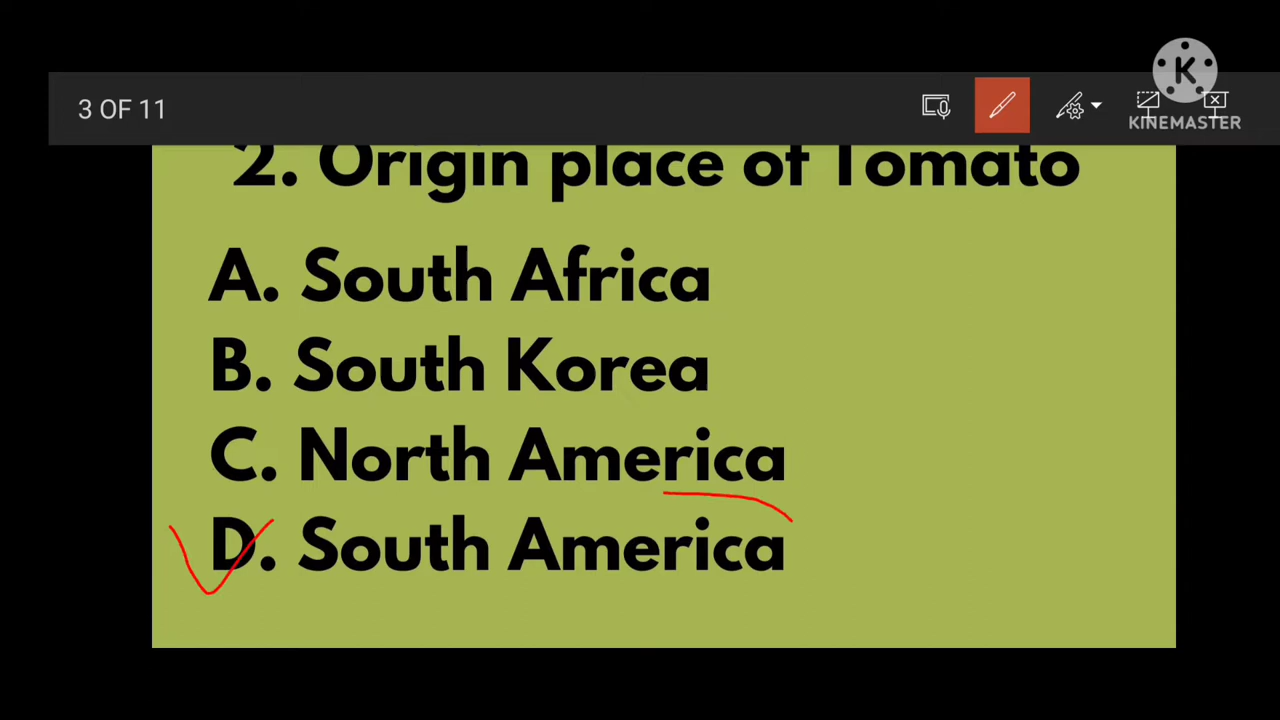 3 OF 11
K
KINEMASTER
2. Origin place of Tomato
A. South Africa
B. South Korea
C. North America
D. South America